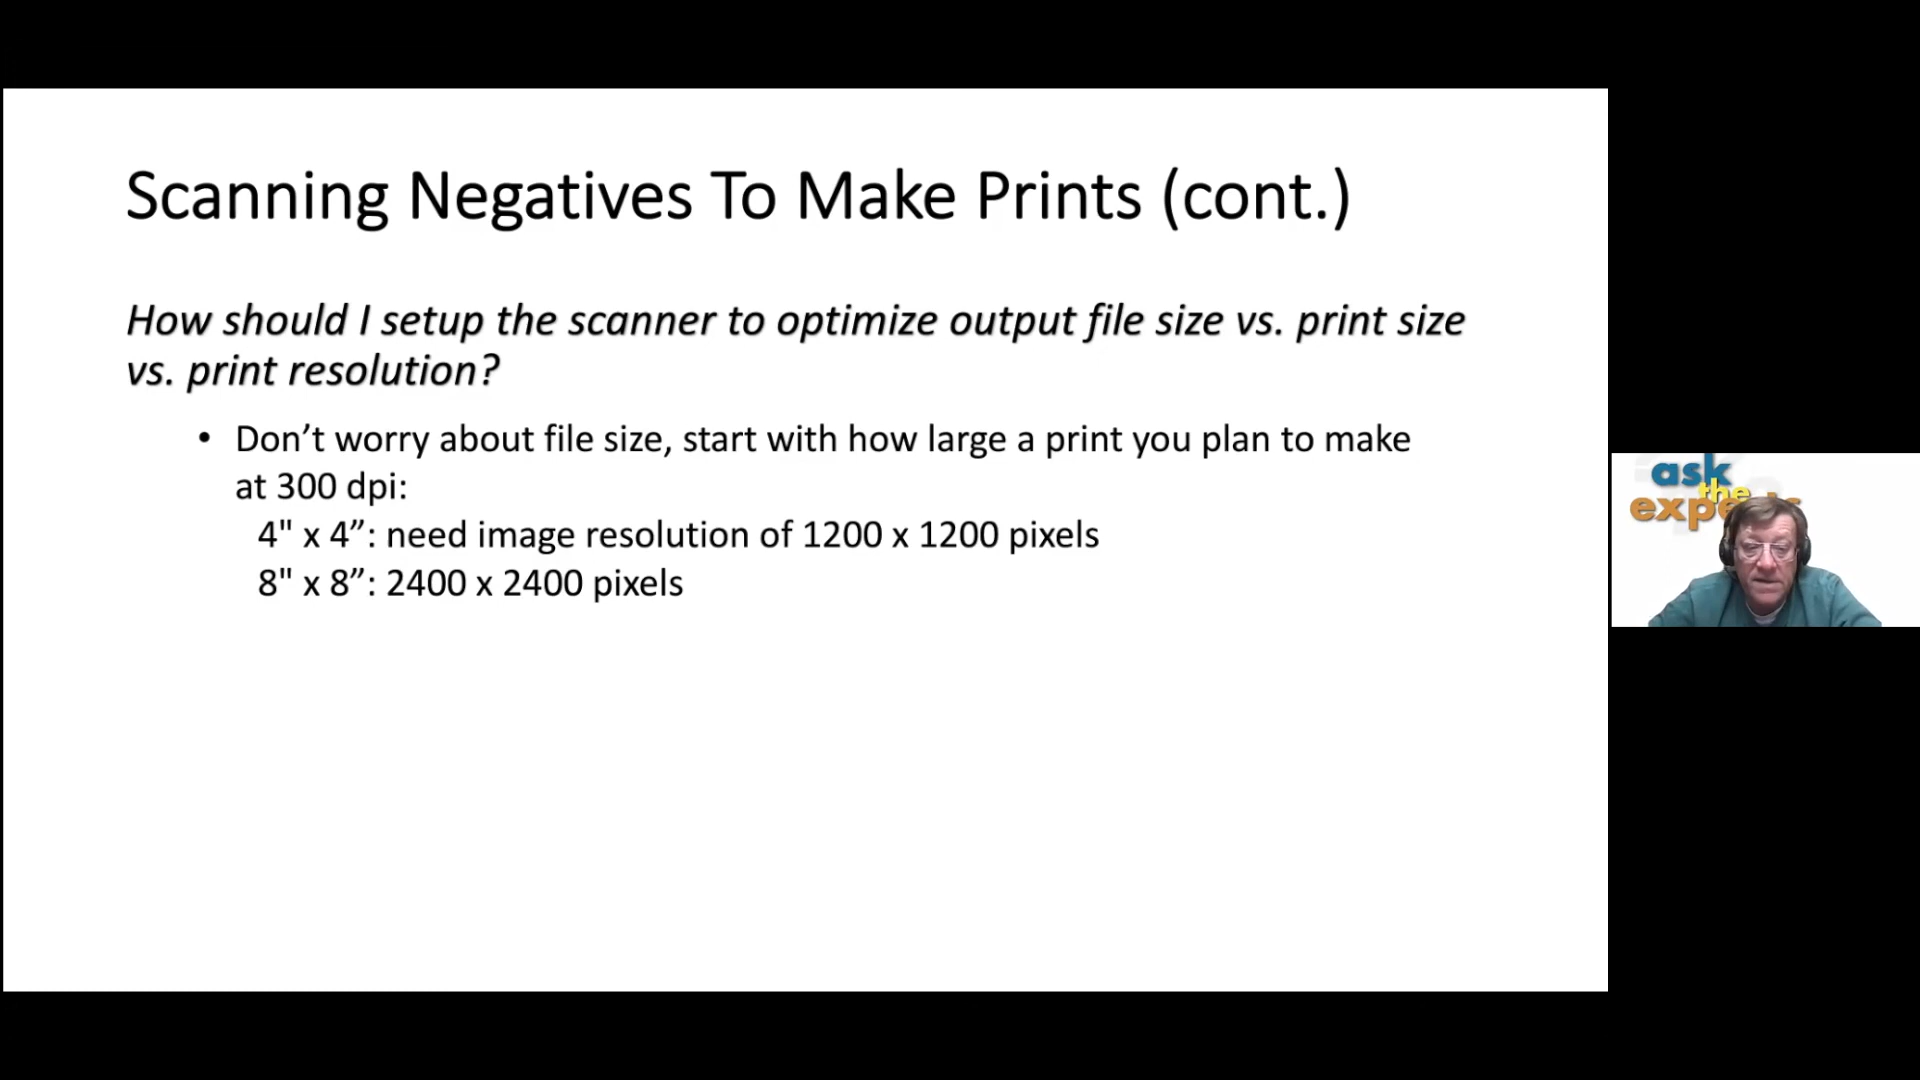 Scanning Negatives To Make Prints (cont.)
How should I setup the scanner to optimize output file size vs. print size
vs. print resolution?
• Don’t worry about file size, start with how large a print you plan to make
at 300 dpi:
4" x 4”: need image resolution of 1200 x 1200 pixels
8" x 8”: 2400 x 2400 pixels
ask
the